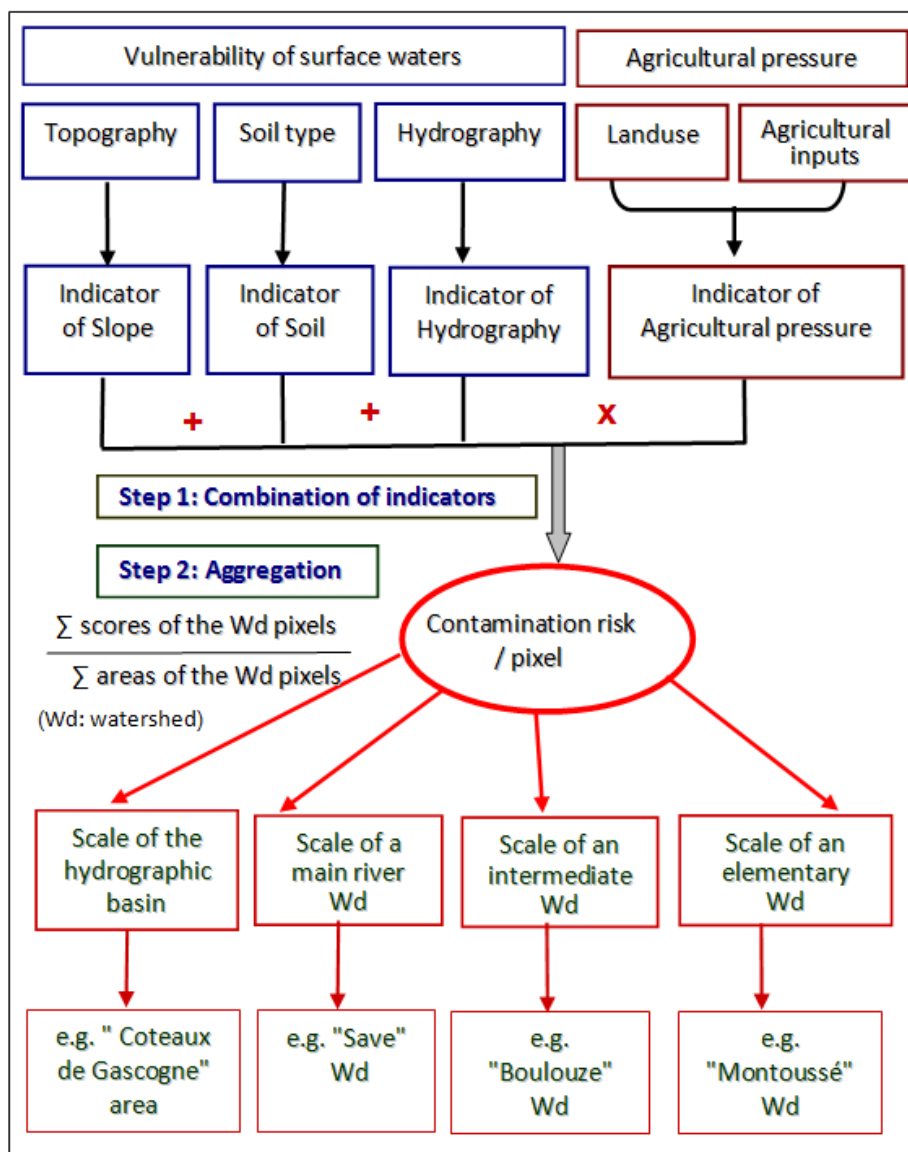 Vulnerability of surface waters
Agricultural pressure
Topography
Soil type
Hydrography
Landuse
Agricultural
inputs
Indicator
of Slope
Indicator
of Soil
Indicator of
Hydrography
Indicator of
Agricultural pressure
+
+
x
Step 1: Combination of indicators
Step 2: Aggregation
∑ scores of the Wd pixels
∑ areas of the Wd pixels
(Wd: watershed)
Contamination risk
/ pixel
Scale of the
hydrographic
basin
Scale of a
main river
Wd
Scale of an
intermediate
Wd
Scale of an
elementary
Wd
e.g. " Coteaux
de Gascogne"
area
e.g. "Save"
Wd
e.g.
"Boulouze"
Wd
e.g.
"Montoussé"
Wd